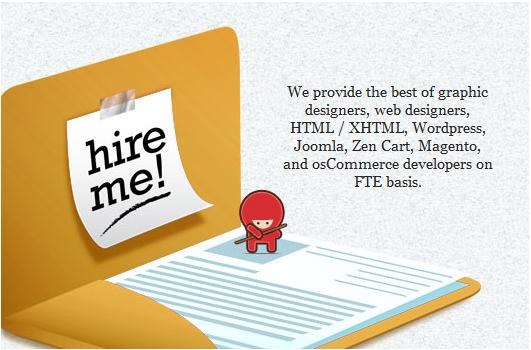 hire
me!
We provide the best of graphic
designers, web designers,
HTML / XHTML, Wordpress,
Joomla, Zen Cart, Magento,
and osCommerce developers on
FTE basis.